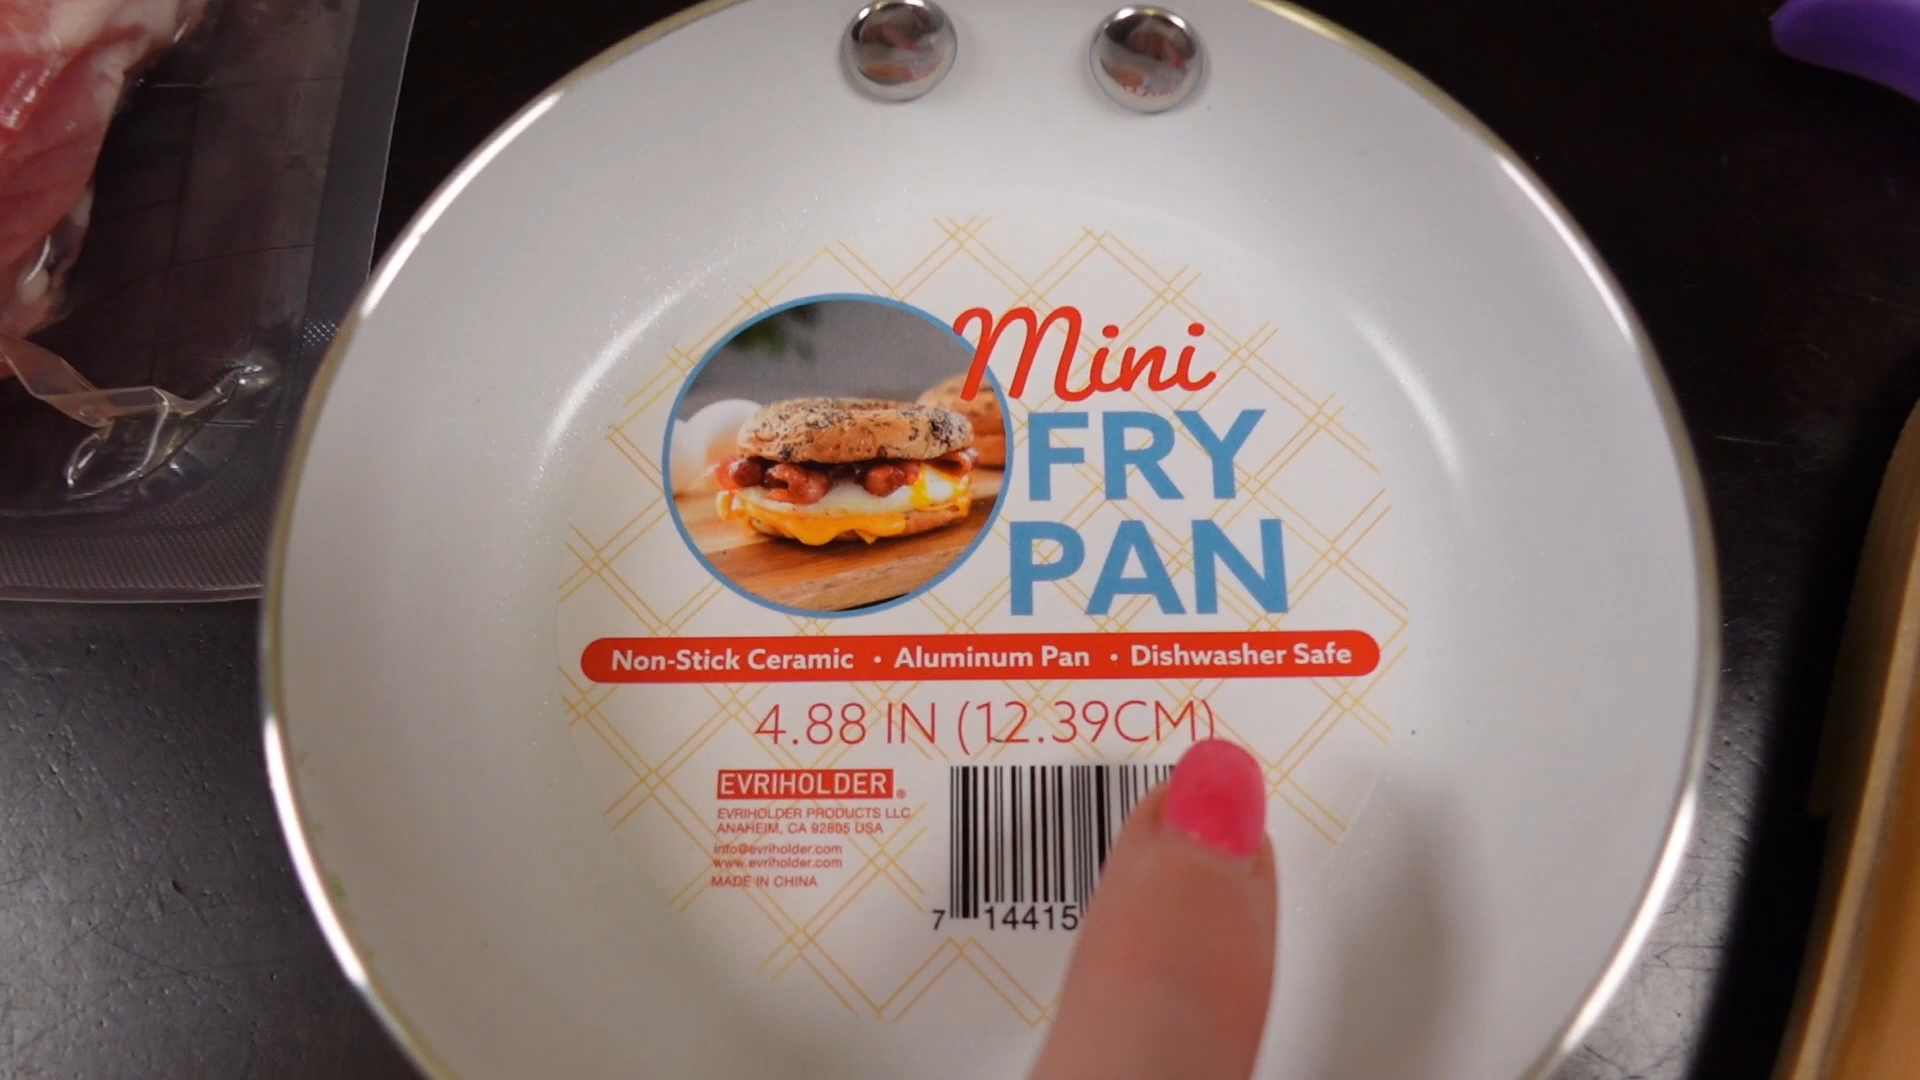 Mini
FRY
PAN
Non-Stick Ceramic • Aluminum Pan • Dishwasher Safe
4.88 IN (12.39CM)
EVRIHOLDER®
EVRIHOLDER PRODUCTS LLC
ANAHEIM, CA 92805 USA
info@evriholder.com
www.evriholder.com
MADE IN CHINA
7 14415